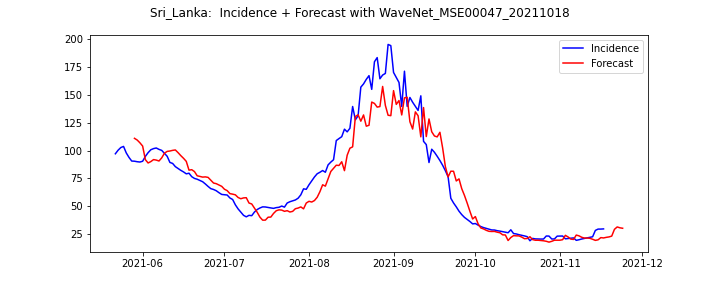 Sri_Lanka:  Incidence + Forecast with WaveNet_MSE00047_20211018
200
175
150
125
100
75
50
25
Incidence
Forecast
2021-06 2021-07 2021-08 2021-09 2021-10 2021-11 2021-12